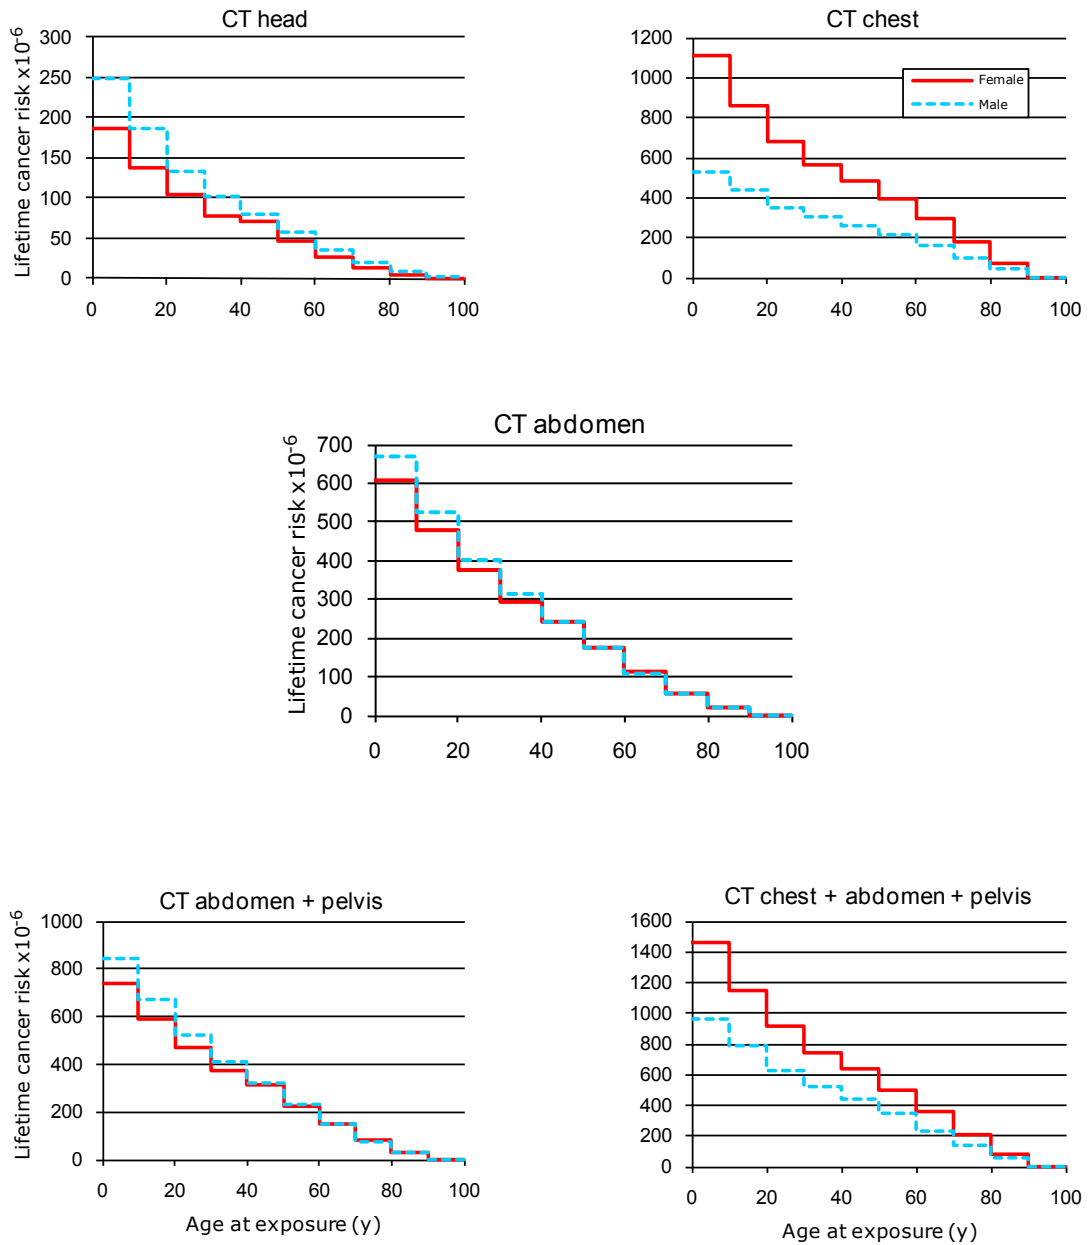 CT head
Lifetime cancer risk x10-6
300
250
200
150
100
50
0
0 20 40 60 80 100
CT chest
1200
1000
800
600
400
200
0
0 20 40 60 80 100
Female
Male
CT abdomen
Lifetime cancer risk x10-6
700
600
500
400
300
200
100
0
0 20 40 60 80 100
CT abdomen + pelvis
Lifetime cancer risk x10-6
1000
800
600
400
200
0
0 20 40 60 80 100
Age at exposure (y)
CT chest + abdomen + pelvis
1600
1400
1200
1000
800
600
400
200
0
0 20 40 60 80 100
Age at exposure (y)